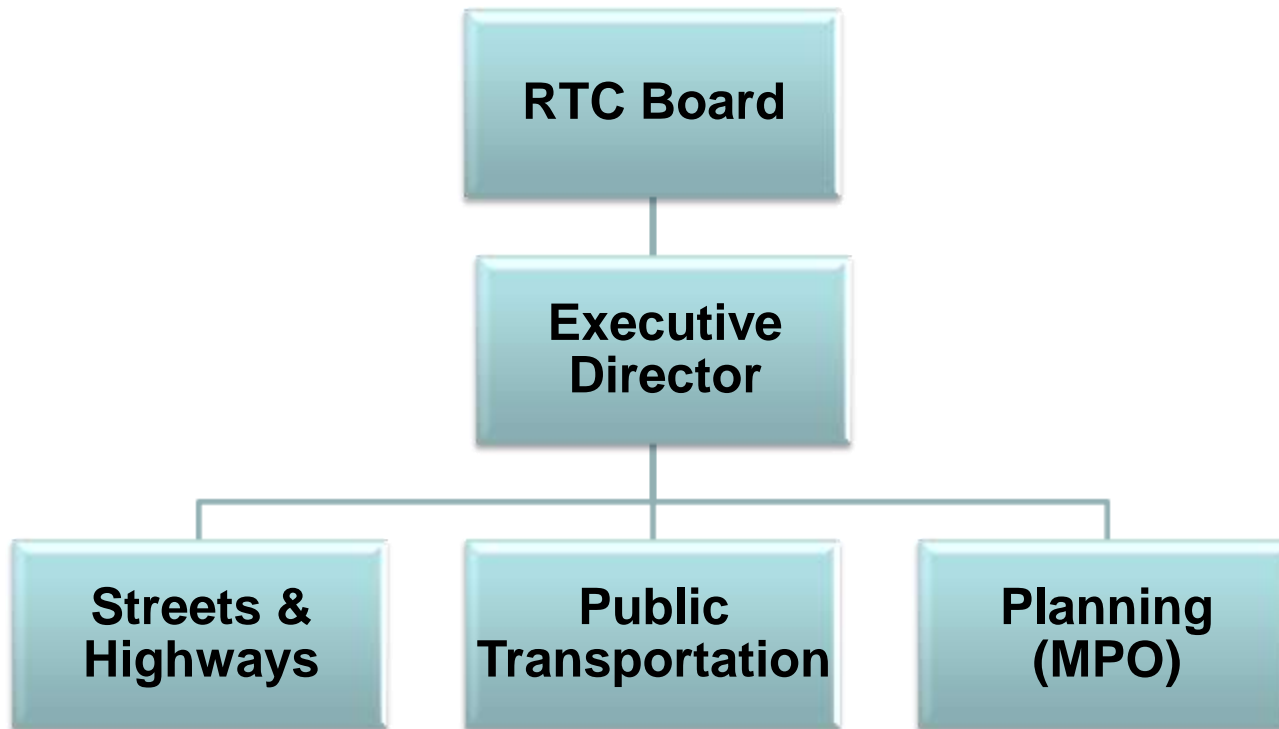 RTC Board
Executive
Director
Streets &
Highways
Public
Transportation
Planning
(MPO)